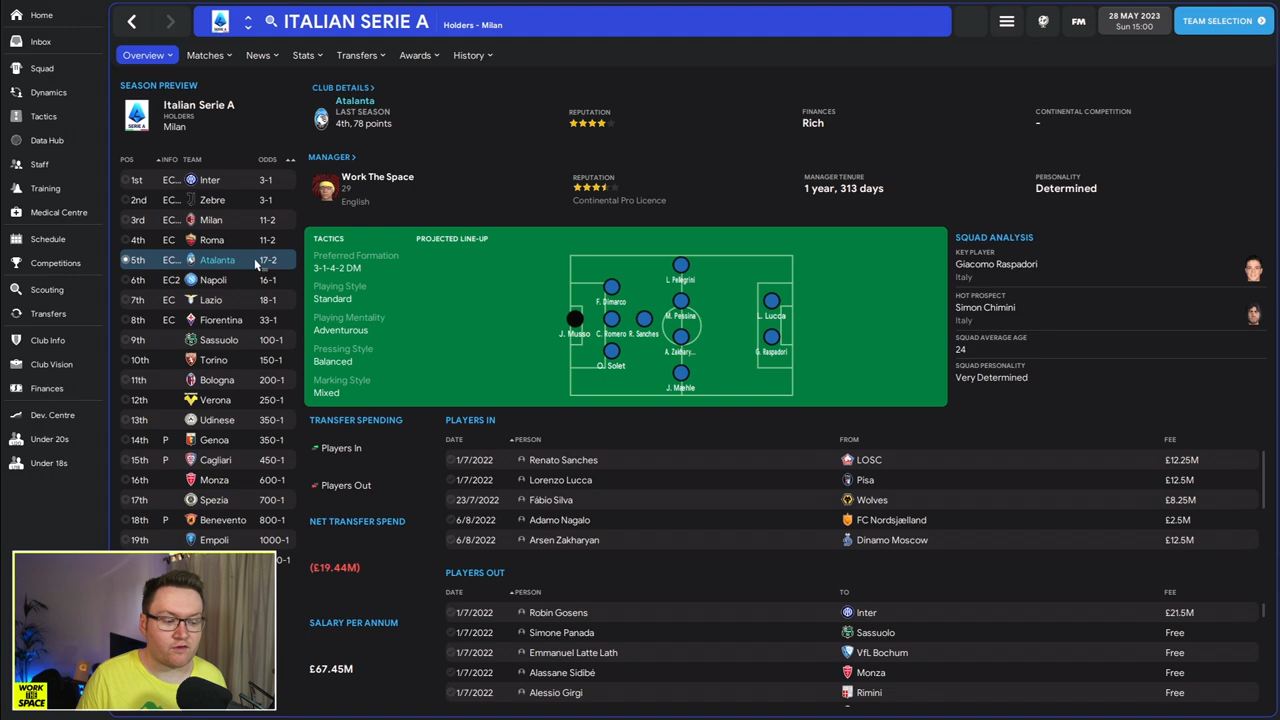 Home
Inbox
Squad
Dynamics
Tactics
Data Hub
Staff
Training
Medical Centre
Schedule
Competitions
Scouting
Transfers
Club Info
Club Vision
Finances
Dev. Centre
Under 20s
Under 18s
ITALIAN SERIE A
Holders - Milan
FM
28 MAY 2023
Sun 15:00
TEAM SELECTION
Overview
Matches
News
Stats
Transfers
Awards
History
SEASON PREVIEW
SERIE A
Italian Serie A
HOLDERS
Milan
POS INFO TEAM ODDS
1st EC... Inter 3-1
2nd EC... Zebre 3-1
3rd EC... Milan 11-2
4th EC Roma 11-2
5th EC... Atalanta 17-2
6th EC2 Napoli 16-1
7th EC Lazio 18-1
8th EC Fiorentina 33-1
9th Sassuolo 100-1
10th Torino 150-1
11th Bologna 200-1
12th Verona 250-1
13th Udinese 350-1
14th P Genoa 350-1
15th P Cagliari 450-1
16th Monza 600-1
17th Spezia 700-1
18th P Benevento 800-1
19th Empoli 1000-1
CLUB DETAILS >
Atalanta
LAST SEASON
4th, 78 points
REPUTATION
FINANCES
Rich
CONTINENTAL COMPETITION
-
MANAGER >
Work The Space
29
English
REPUTATION
Continental Pro Licence
MANAGER TENURE
1 year, 313 days
PERSONALITY
Determined
TACTICS
Preferred Formation
3-1-4-2 DM
Playing Style
Standard
Playing Mentality
Adventurous
Pressing Style
Balanced
Marking Style
Mixed
PROJECTED LINE-UP
L. Pellegrini
F. Dimarco
M. Pessina
L. Lucca
J. Musso
C. Romero
R. Sanches
A. Zakhary...
G. Raspadori
O. Solet
J. Mæhle
SQUAD ANALYSIS
KEY PLAYER
Giacomo Raspadori
Italy
HOT PROSPECT
Simon Chimini
Italy
SQUAD AVERAGE AGE
24
SQUAD PERSONALITY
Very Determined
TRANSFER SPENDING
Players In
Players Out
NET TRANSFER SPEND
(£19.44M)
SALARY PER ANNUM
£67.45M
PLAYERS IN
DATE PERSON FROM FEE
1/7/2022 Renato Sanches LOSC £12.25M
1/7/2022 Lorenzo Lucca Pisa £12.5M
23/7/2022 Fábio Silva Wolves £8.25M
6/8/2022 Adamo Nagalo FC Nordsjælland £2.5M
6/8/2022 Arsen Zakharyan Dinamo Moscow £12.5M
PLAYERS OUT
DATE PERSON TO FEE
1/7/2022 Robin Gosens Inter £21.5M
1/7/2022 Simone Panada Sassuolo Free
1/7/2022 Emmanuel Latte Lath VfL Bochum Free
1/7/2022 Alassane Sidibé Monza Free
1/7/2022 Alessio Girgi Rimini Free
WORK
THE
SPACE